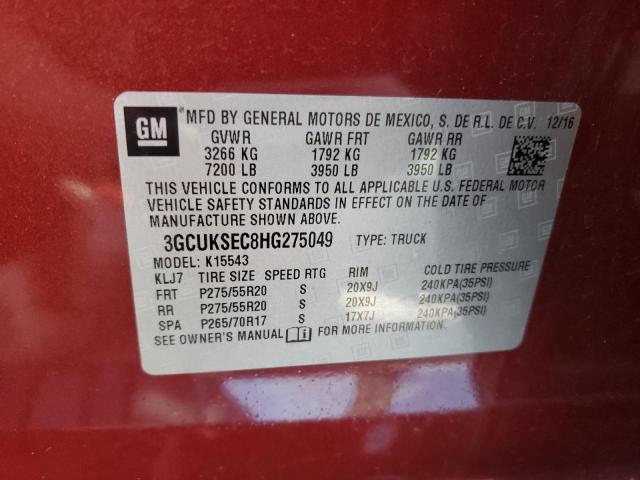 GM
*MFD BY GENERAL MOTORS DE MEXICO, S. DE R.L. DE C.V. 12/16
GVWR GAWR FRT GAWR RR
3266 KG 1792 KG 1792 KG
7200 LB 3950 LB 3950 LB
THIS VEHICLE CONFORMS TO ALL APPLICABLE U.S. FEDERAL MOTOR
VEHICLE SAFETY STANDARDS IN EFFECT ON THE DATE OF
MANUFACTURE SHOWN ABOVE.
3GCUKSEC8HG275049 TYPE: TRUCK
MODEL: K15543
KLJ7 TIRE SIZE SPEED RTG RIM COLD TIRE PRESSURE
FRT P275/55R20 S 20X9J 240KPA(35PSI)
RR P275/55R20 S 20X9J 240KPA(35PSI)
SPA P265/70R17 S 17X7J 240KPA(35PSI)
SEE OWNER'S MANUAL FOR MORE INFORMATION.